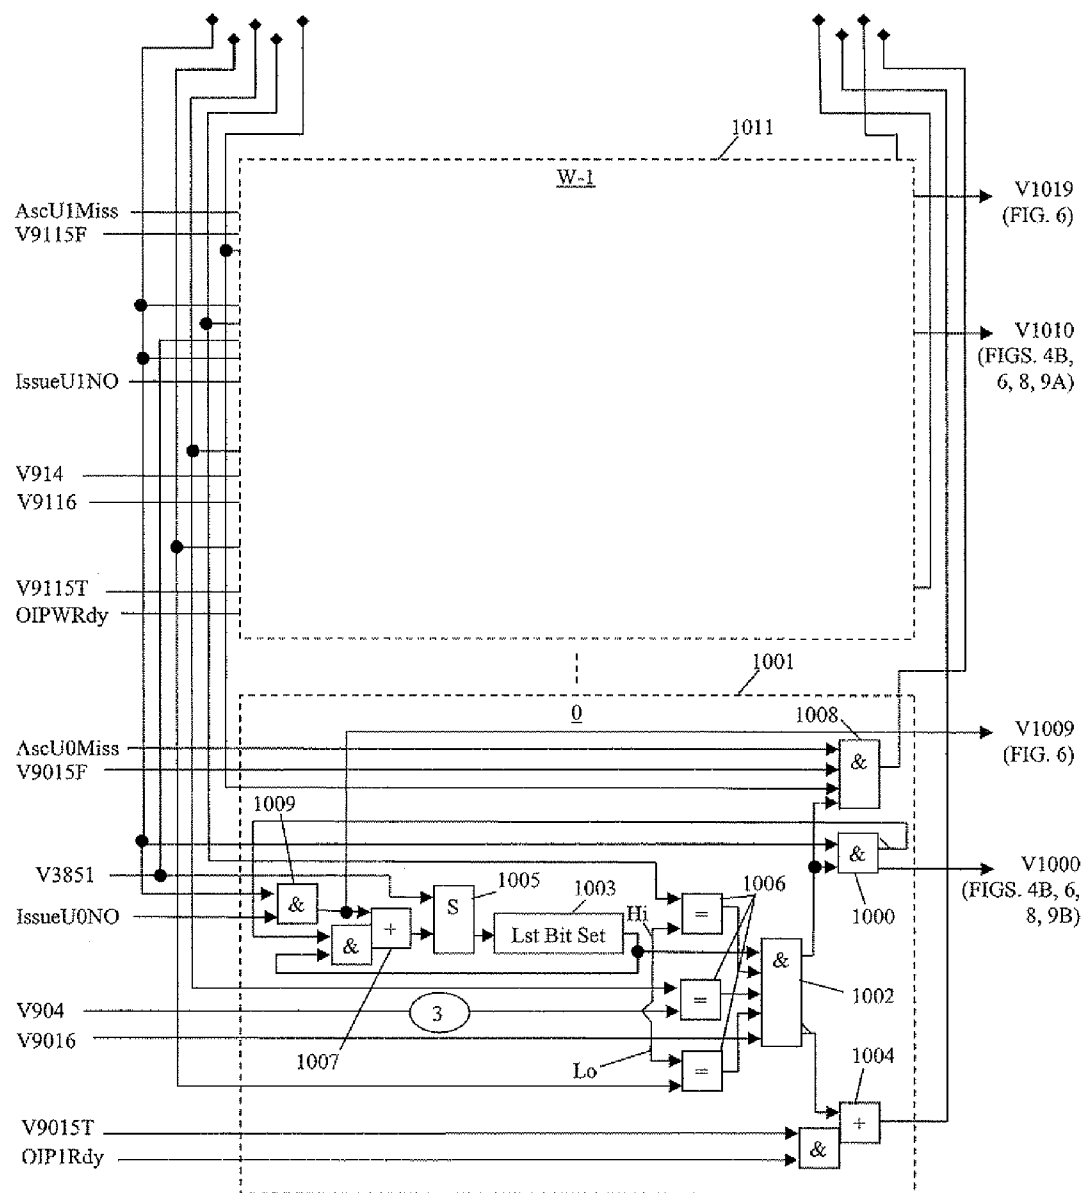 1011
W-1
AscU1Miss
V9115F
V1019
(FIG. 6)
V1010
(FIGS. 4B,
6, 8, 9A)
IssueU1NO
V914
V9116
V9115T
OIPWRdy
1001
0
1008
AscU0Miss
V9015F
&
V1009
(FIG. 6)
1009
&
V1000
(FIGS. 4B, 6,
8, 9B)
1000
V3851
IssueU0NO
&
&
+
S
1005
1003
Lst Bit Set
Hi
1006
=
&
1002
=
V904
3
V9016
1007
Lo
=
1004
+
V9015T
OIP1Rdy
&